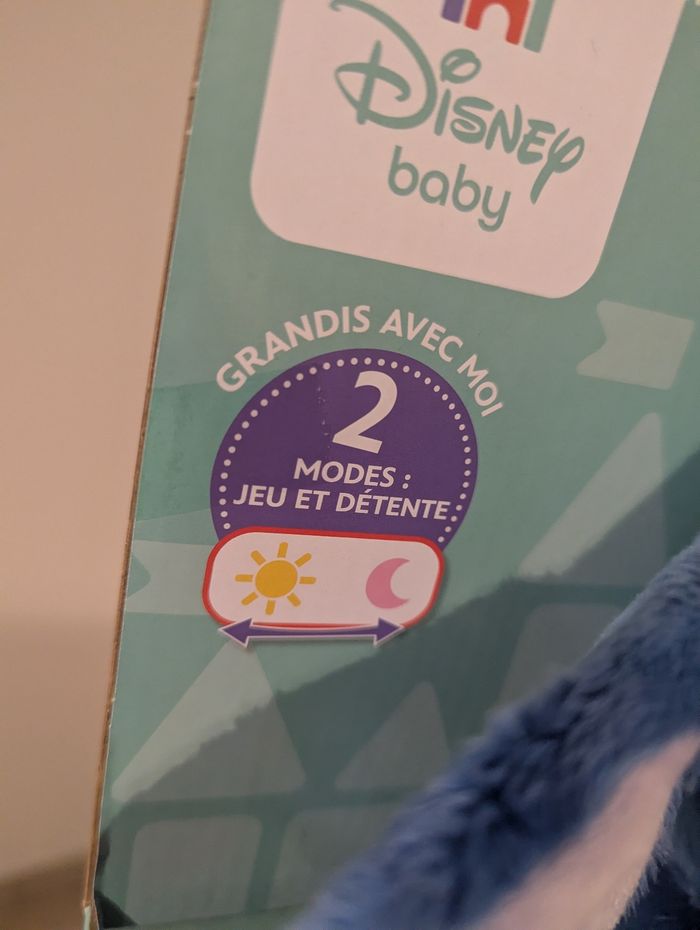 Disney
baby
GRANDIS AVEC MOI
2
MODES :
JEU ET DÉTENTE